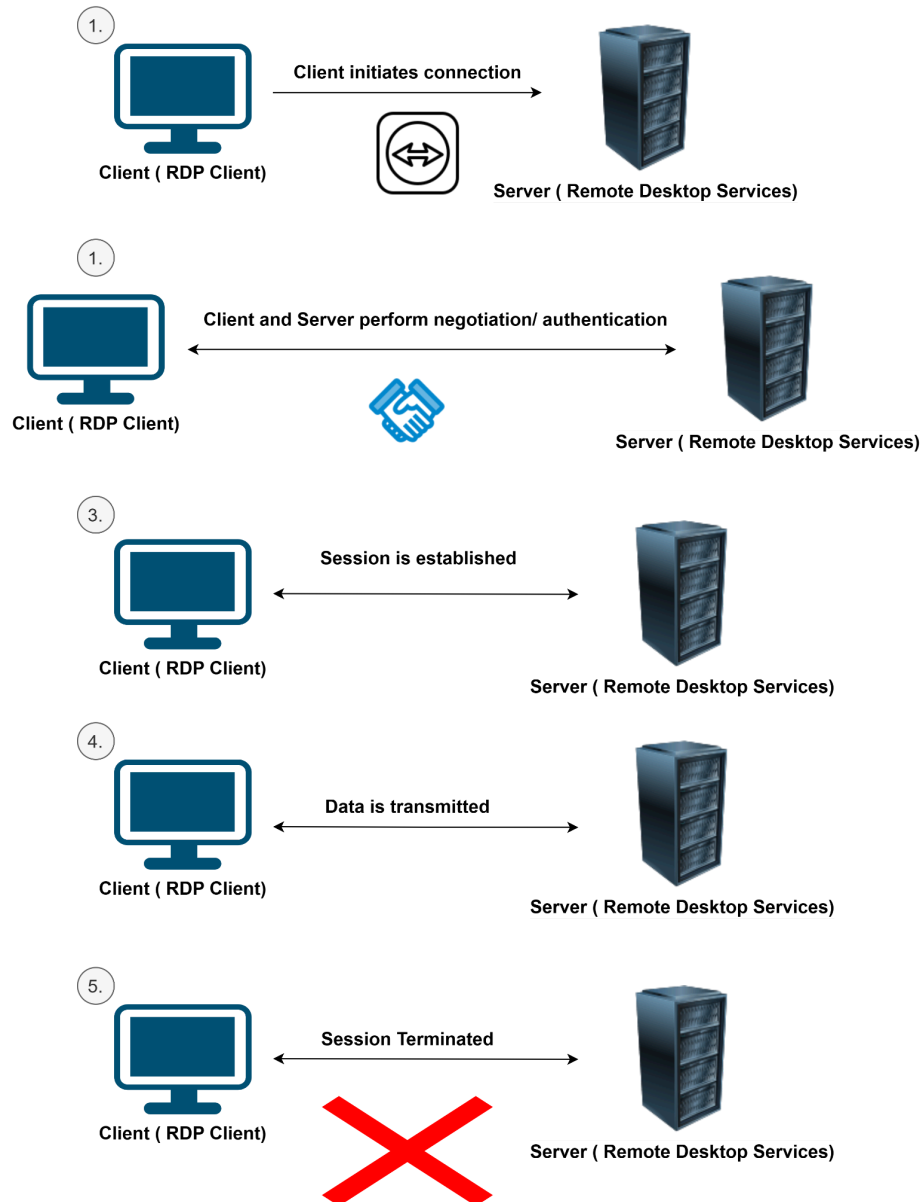 1.
Client initiates connection
Client ( RDP Client)
Server ( Remote Desktop Services)
1.
Client and Server perform negotiation/ authentication
Client ( RDP Client)
Server ( Remote Desktop Services)
3.
Session is established
Client ( RDP Client)
Server ( Remote Desktop Services)
4.
Data is transmitted
Client ( RDP Client)
Server ( Remote Desktop Services)
5.
Session Terminated
Client ( RDP Client)
Server ( Remote Desktop Services)